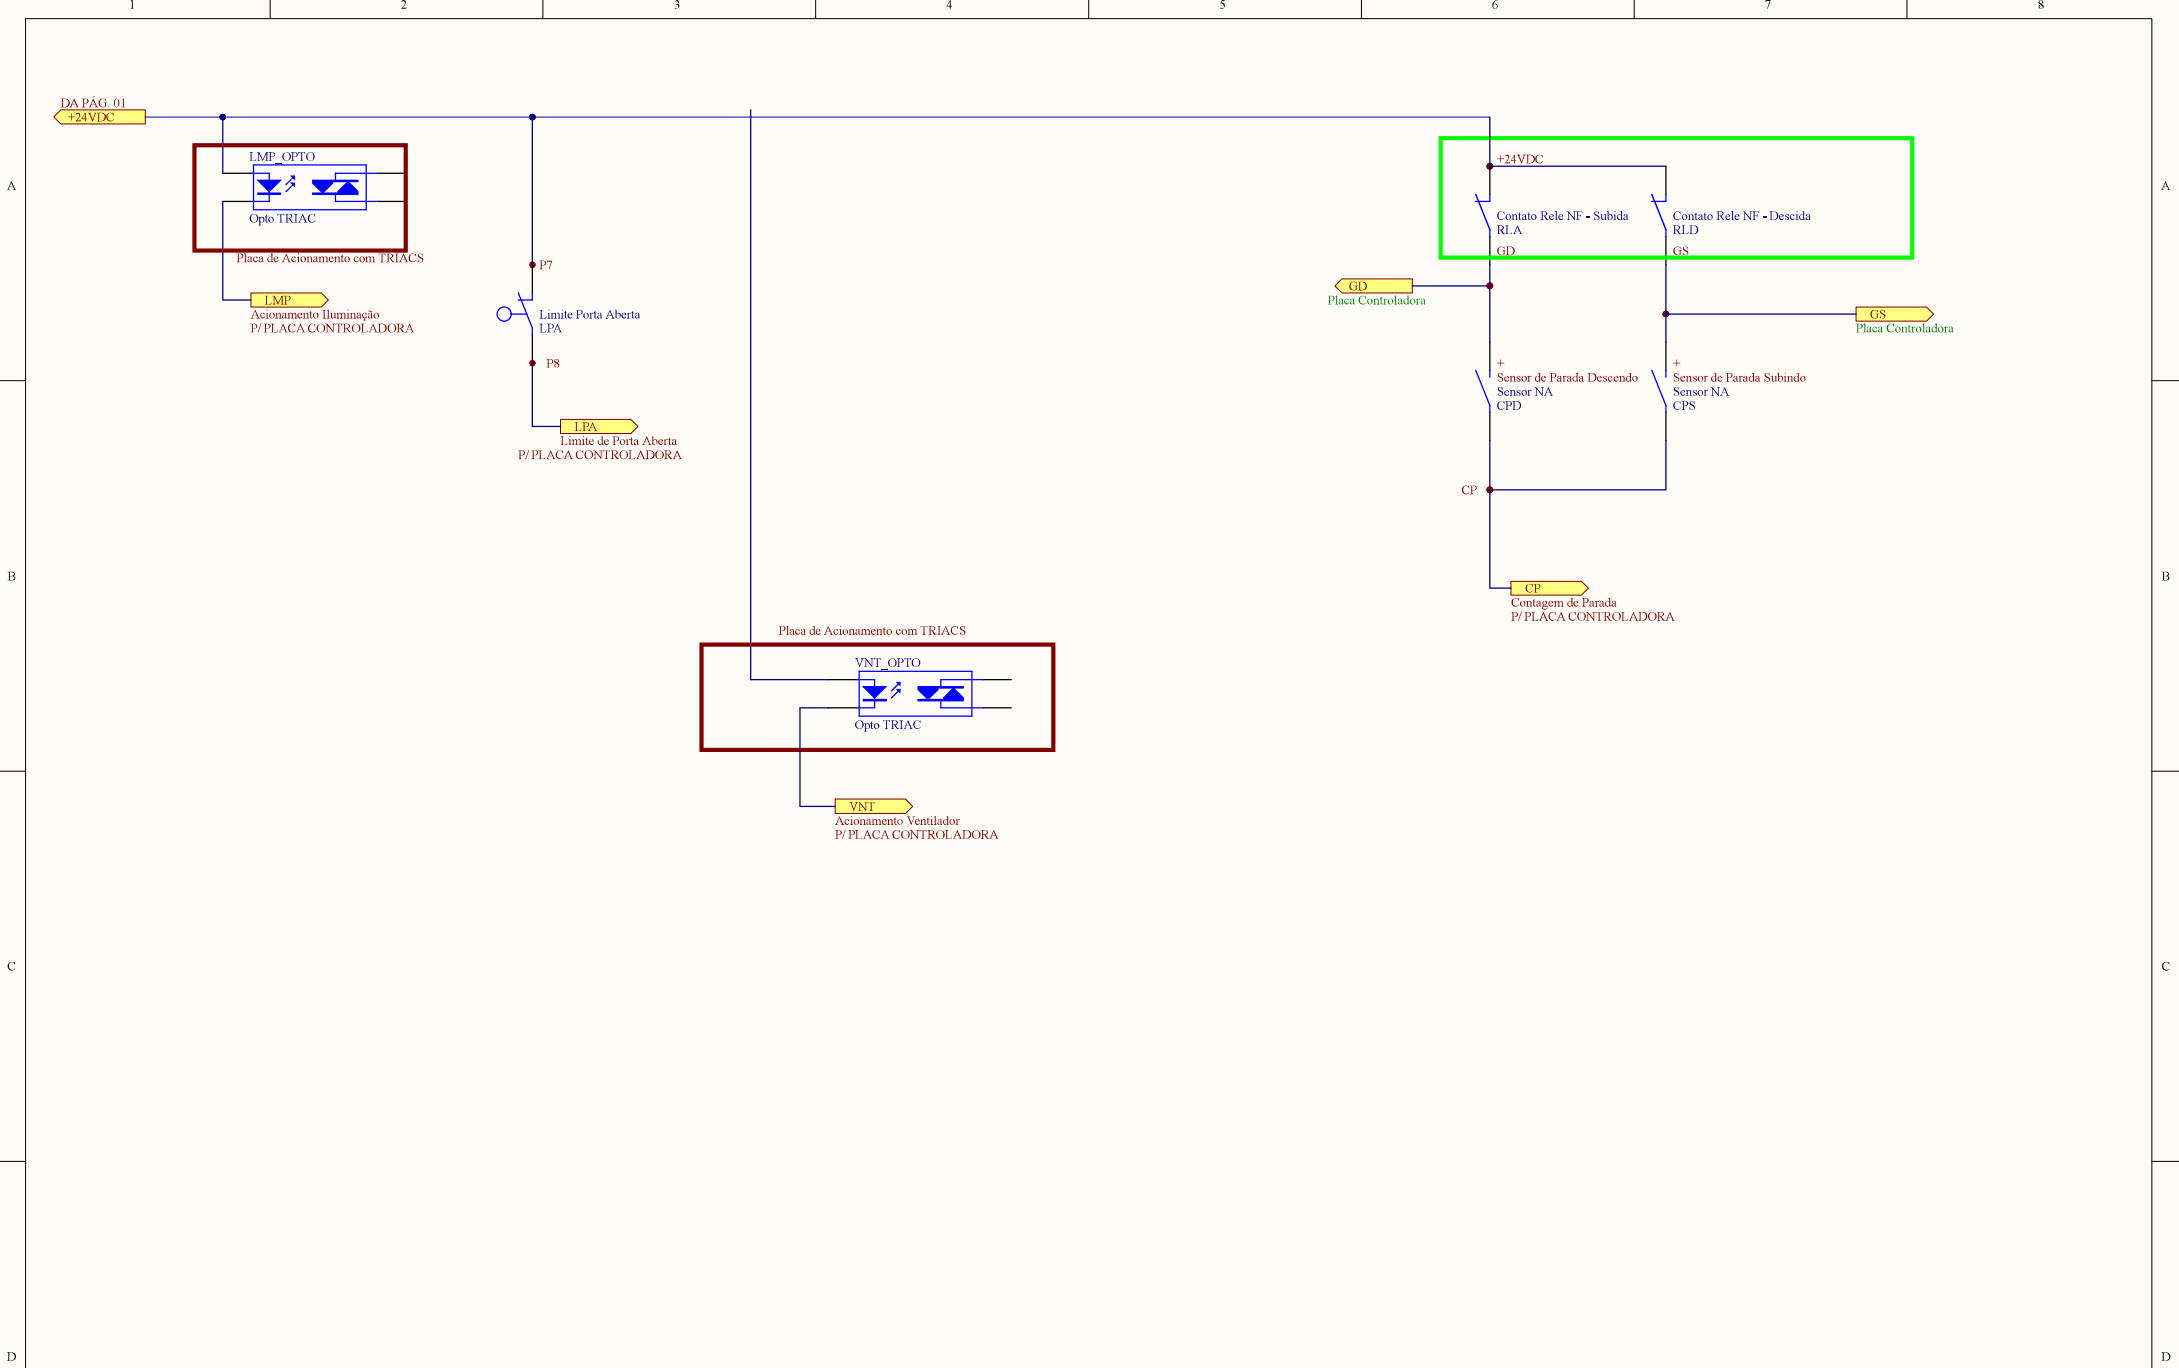 1 2 3 4 5 6 7 8
A
A
B
B
C
C
D
D
DA PÁG. 01
+24VDC
LMP_OPTO
Opto TRIAC
Placa de Acionamento com TRIACS
LMP
Acionamento Iluminação
P/ PLACA CONTROLADORA
P7
Limite Porta Aberta
LPA
P8
LPA
Limite de Porta Aberta
P/ PLACA CONTROLADORA
Placa de Acionamento com TRIACS
VNT_OPTO
Opto TRIAC
VNT
Acionamento Ventilador
P/ PLACA CONTROLADORA
+24VDC
Contato Rele NF - Subida
RLA
GD
Contato Rele NF - Descida
RLD
GS
GD
Placa Controladora
GS
Placa Controladora
+
Sensor de Parada Descendo
Sensor NA
CPD
+
Sensor de Parada Subindo
Sensor NA
CPS
CP
CP
Contagem de Parada
P/ PLACA CONTROLADORA